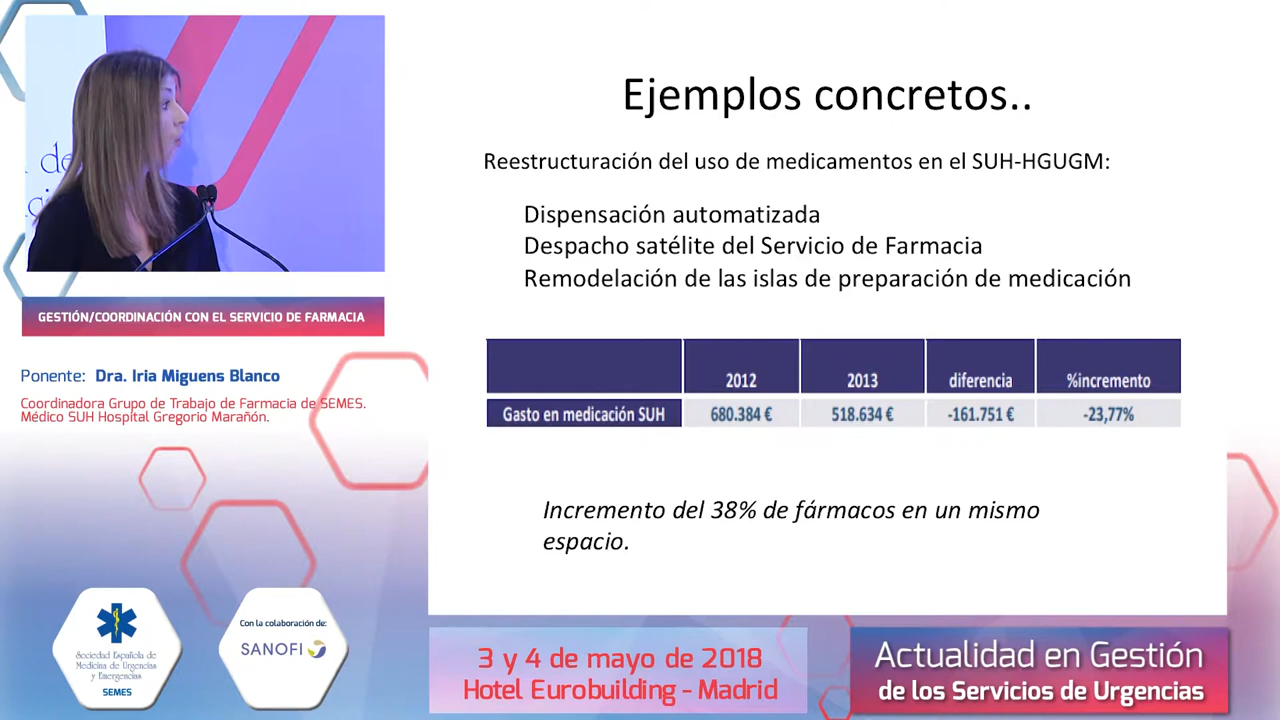 Ejemplos concretos..
Reestructuración del uso de medicamentos en el SUH-HGUGM:
Dispensación automatizada
Despacho satélite del Servicio de Farmacia
Remodelación de las islas de preparación de medicación
2012 2013 diferencia %incremento
Gasto en medicación SUH 680.384 € 518.634 € -161.751 € -23,77%
Incremento del 38% de fármacos en un mismo
espacio.
GESTIÓN/COORDINACIÓN CON EL SERVICIO DE FARMACIA
Ponente: Dra. Iria Miguens Blanco
Coordinadora Grupo de Trabajo de Farmacia de SEMES.
Médico SUH Hospital Gregorio Marañón.
Sociedad Española de
Medicina de Urgencias
y Emergencias
SEMES
Con la colaboración de:
SANOFI
3 y 4 de mayo de 2018
Hotel Eurobuilding - Madrid
Actualidad en Gestión
de los Servicios de Urgencias